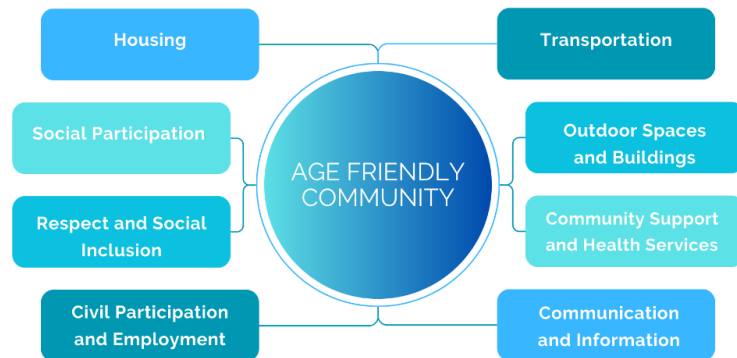 Housing
Transportation
Social Participation
Outdoor Spaces
and Buildings
AGE FRIENDLY
COMMUNITY
Respect and Social
Inclusion
Community Support
and Health Services
Civil Participation
and Employment
Communication
and Information